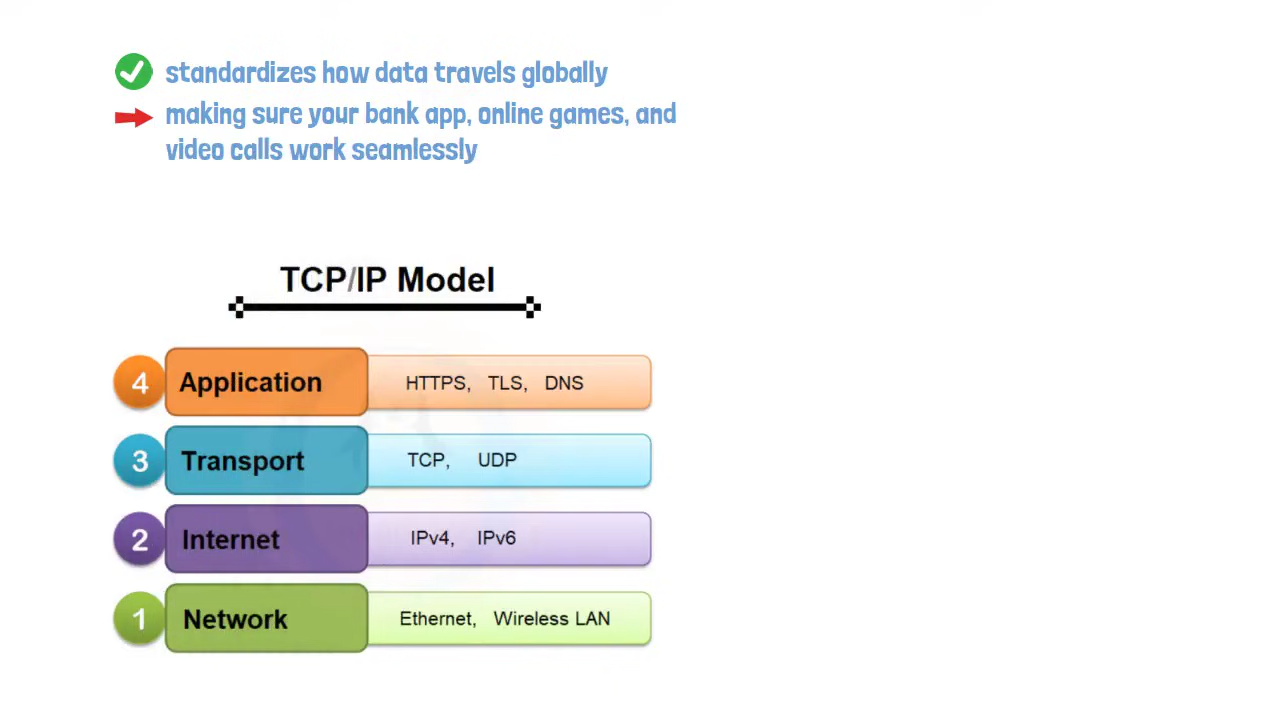 standardizes how data travels globally
making sure your bank app, online games, and
video calls work seamlessly
TCP/IP Model
4 Application HTTPS, TLS, DNS
3 Transport TCP, UDP
2 Internet IPv4, IPv6
1 Network Ethernet, Wireless LAN